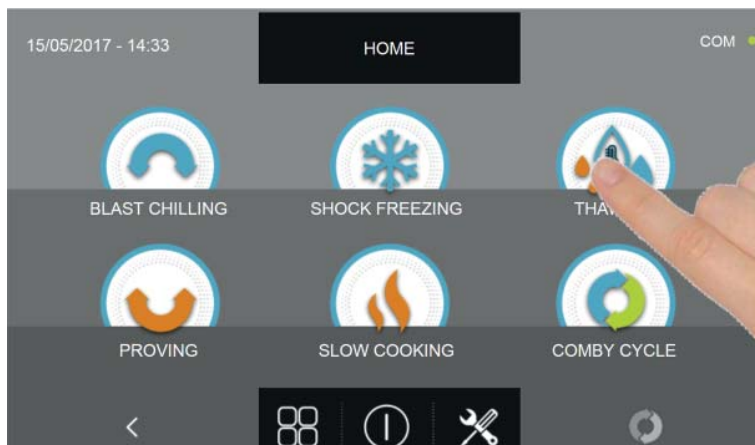 15/05/2017 - 14:33
HOME
COM
BLAST CHILLING
SHOCK FREEZING
PROVING
SLOW COOKING
COMBY CYCLE